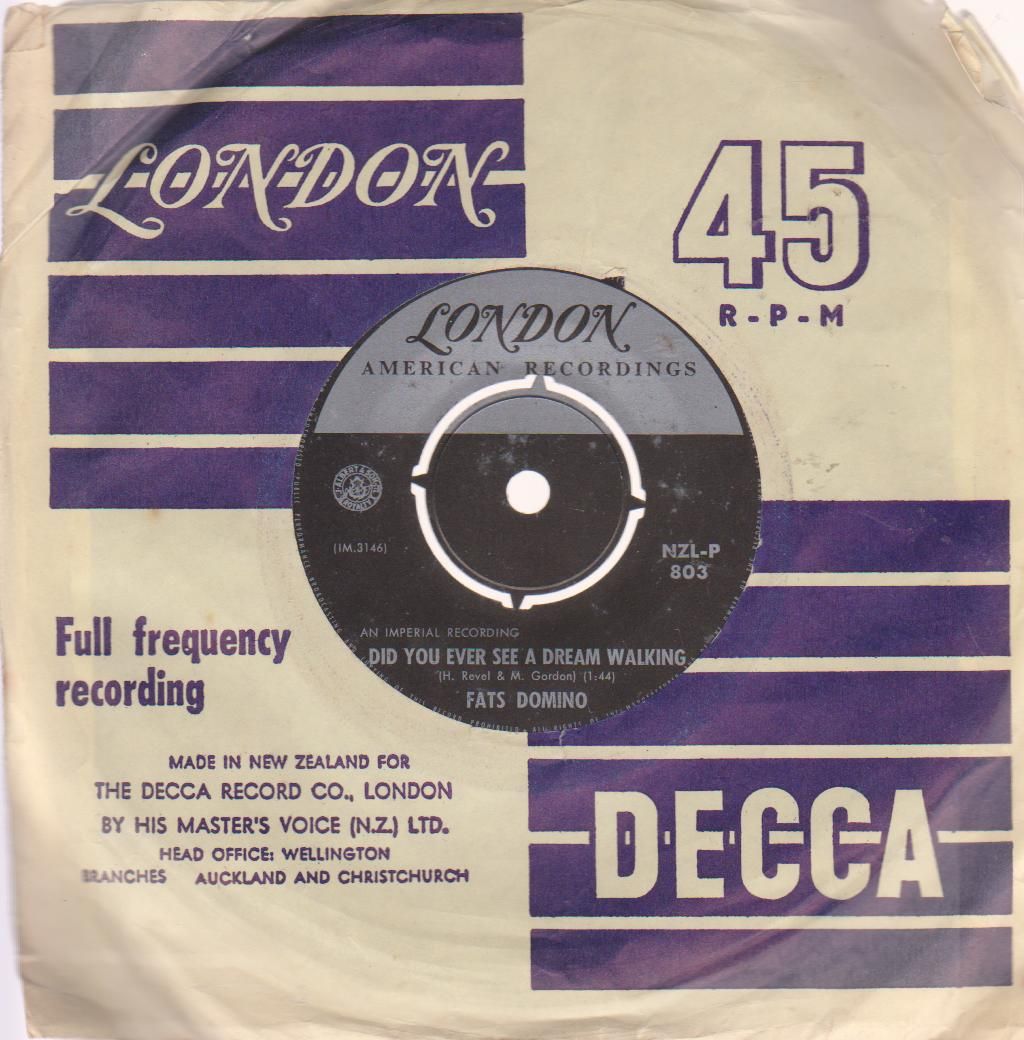 LONDON
45
R-P-M
LONDON
AMERICAN RECORDINGS
(IM.3146)
NZL-P
803
AN IMPERIAL RECORDING
DID YOU EVER SEE A DREAM WALKING
(H. Revel & M. Gordon) (1:44)
FATS DOMINO
Full frequency
recording
MADE IN NEW ZEALAND FOR
THE DECCA RECORD CO., LONDON
BY HIS MASTER'S VOICE (N.Z.) LTD.
HEAD OFFICE: WELLINGTON
BRANCHES AUCKLAND AND CHRISTCHURCH
DECCA